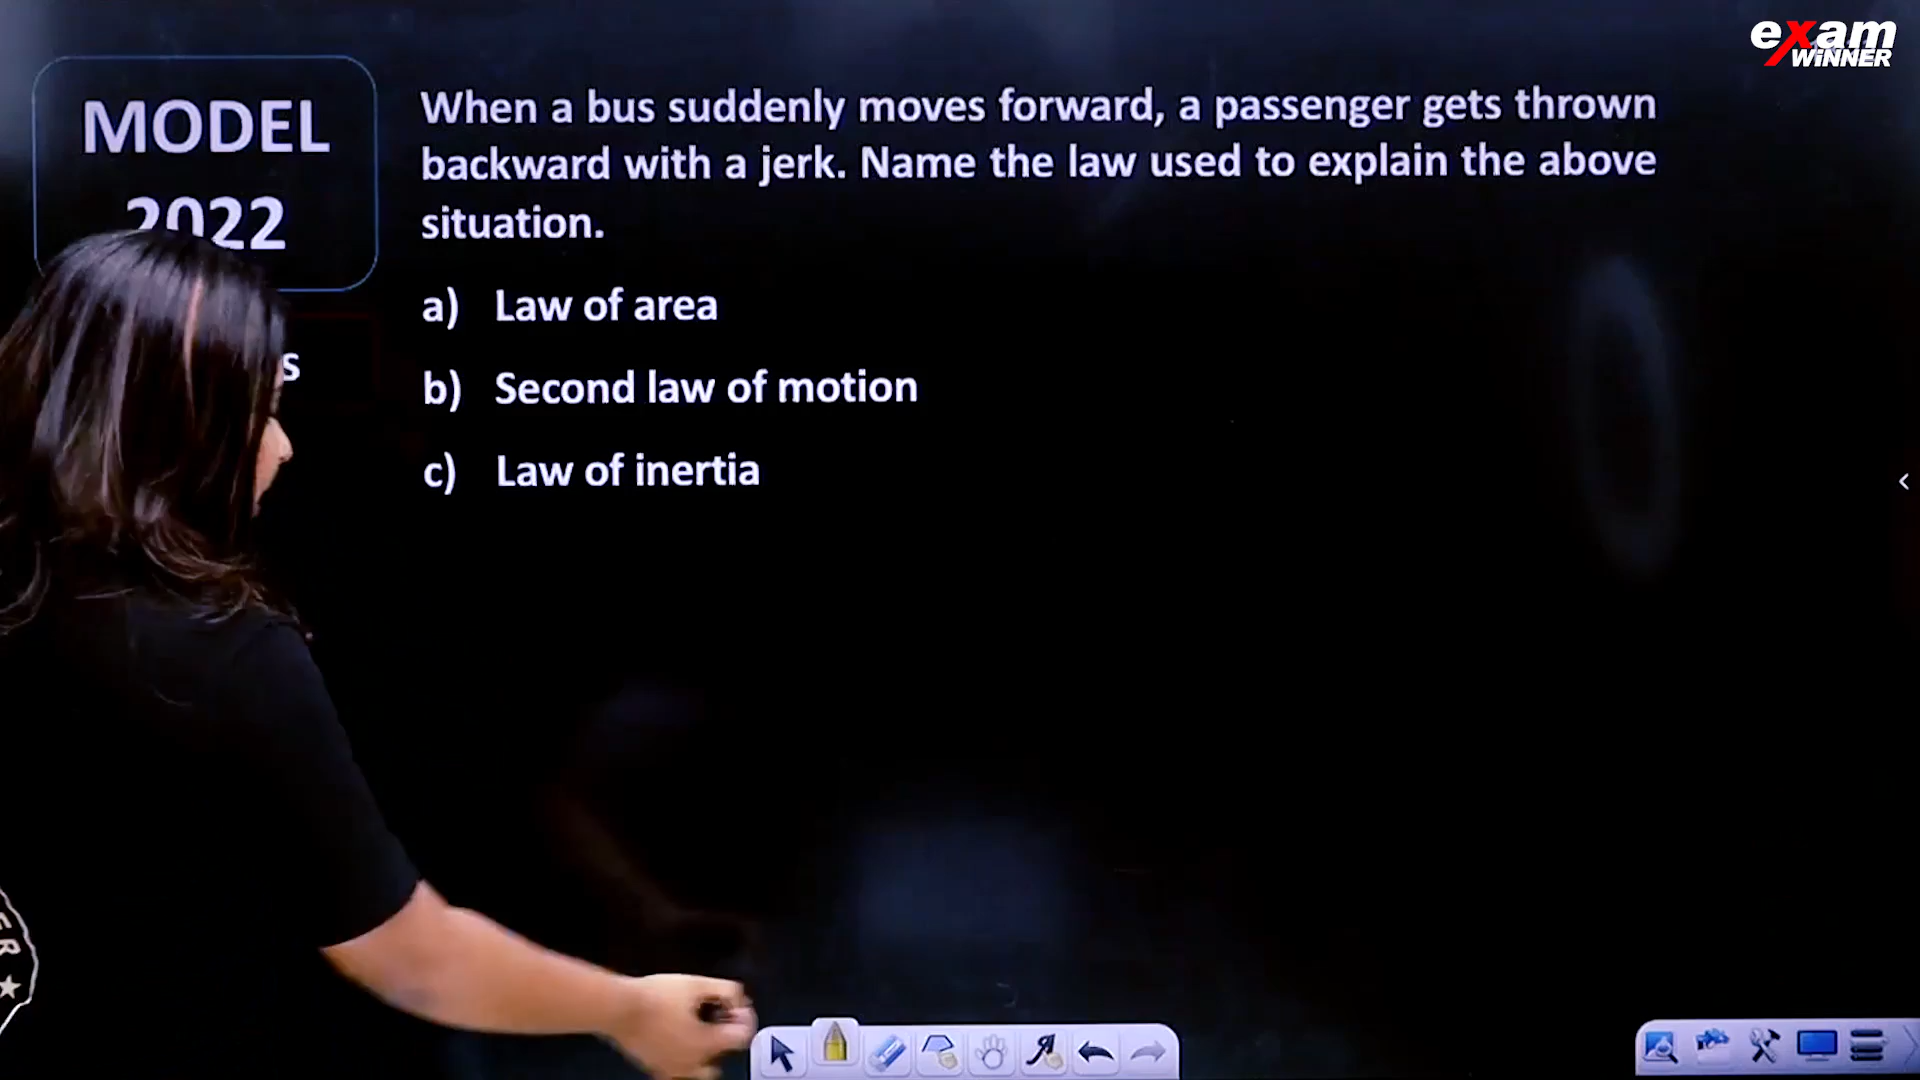 exam
WiNNER
MODEL
2022
When a bus suddenly moves forward, a passenger gets thrown
backward with a jerk. Name the law used to explain the above
situation.
a) Law of area
b) Second law of motion
c) Law of inertia